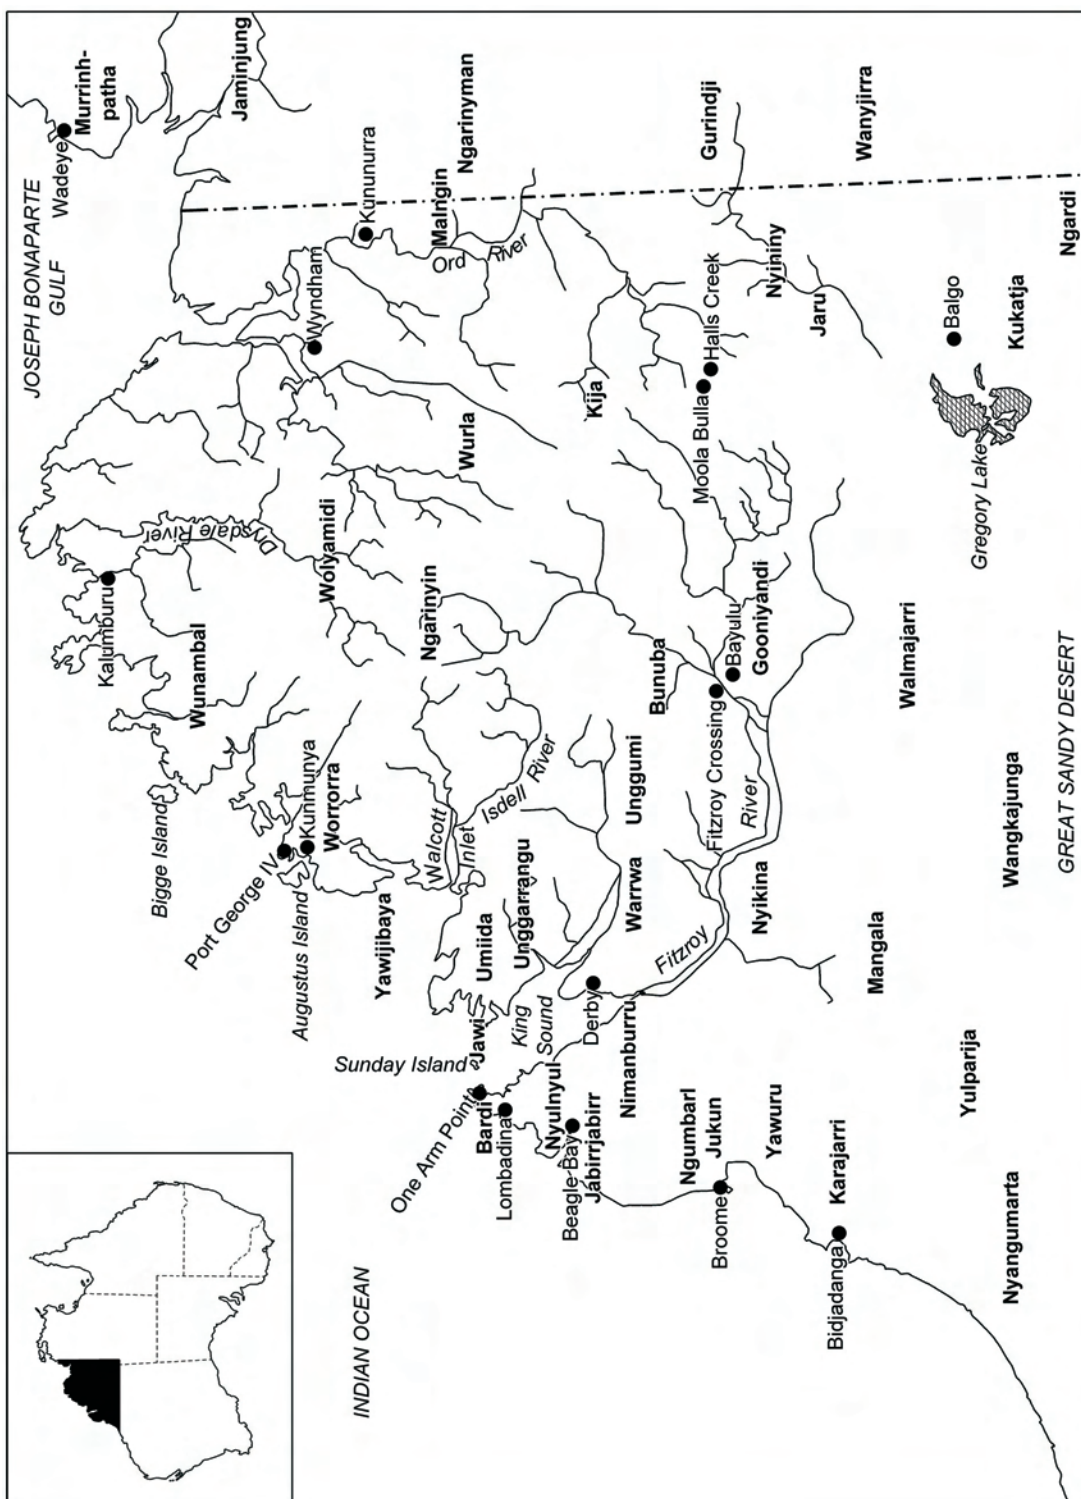 JOSEPH BONAPARTE
GULF
Wadeye
Murrinh-
patha
Jaminjung
Kununurra
Ngarinyman
Malngin
Ord
River
Gurindji
Wanyjirra
Wyndham
Nyininy
Jaru
Halls Creek
Moola Bulla
Kija
Ngardi
Balgo
Kukatja
Gregory Lake
Wurla
Drysdale River
Wolyamidi
Kalumburu
Wunambal
Ngarinyin
Bunuba
Bayulu
Gooniyandi
Fitzroy Crossing
Walmajarri
Bigge Island
Port George IV
Kunmunya
Worrorra
Augustus Island
Yawijibaya
Walcott
Inlet
Isdell
River
Unggumi
Umiida
Unggarrangu
Warrwa
River
Fitzroy
Nyikina
Wangkajunga
GREAT SANDY DESERT
Mangala
King
Sound
Derby
Sunday Island
Jawi
One Arm Point
Bardi
Lombadina
Nyulnyul
Beagle Bay
Jabirrjabirr
Nimanburru
Ngumbarl
Jukun
Broome
Yawuru
Yulparija
Karajarri
Bidjadanga
Nyangumarta
INDIAN OCEAN